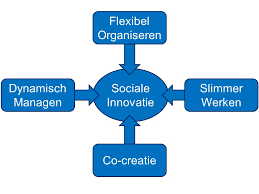 Flexibel
Organiseren
Dynamisch
Managen
Sociale
Innovatie
Slimmer
Werken
Co-creatie